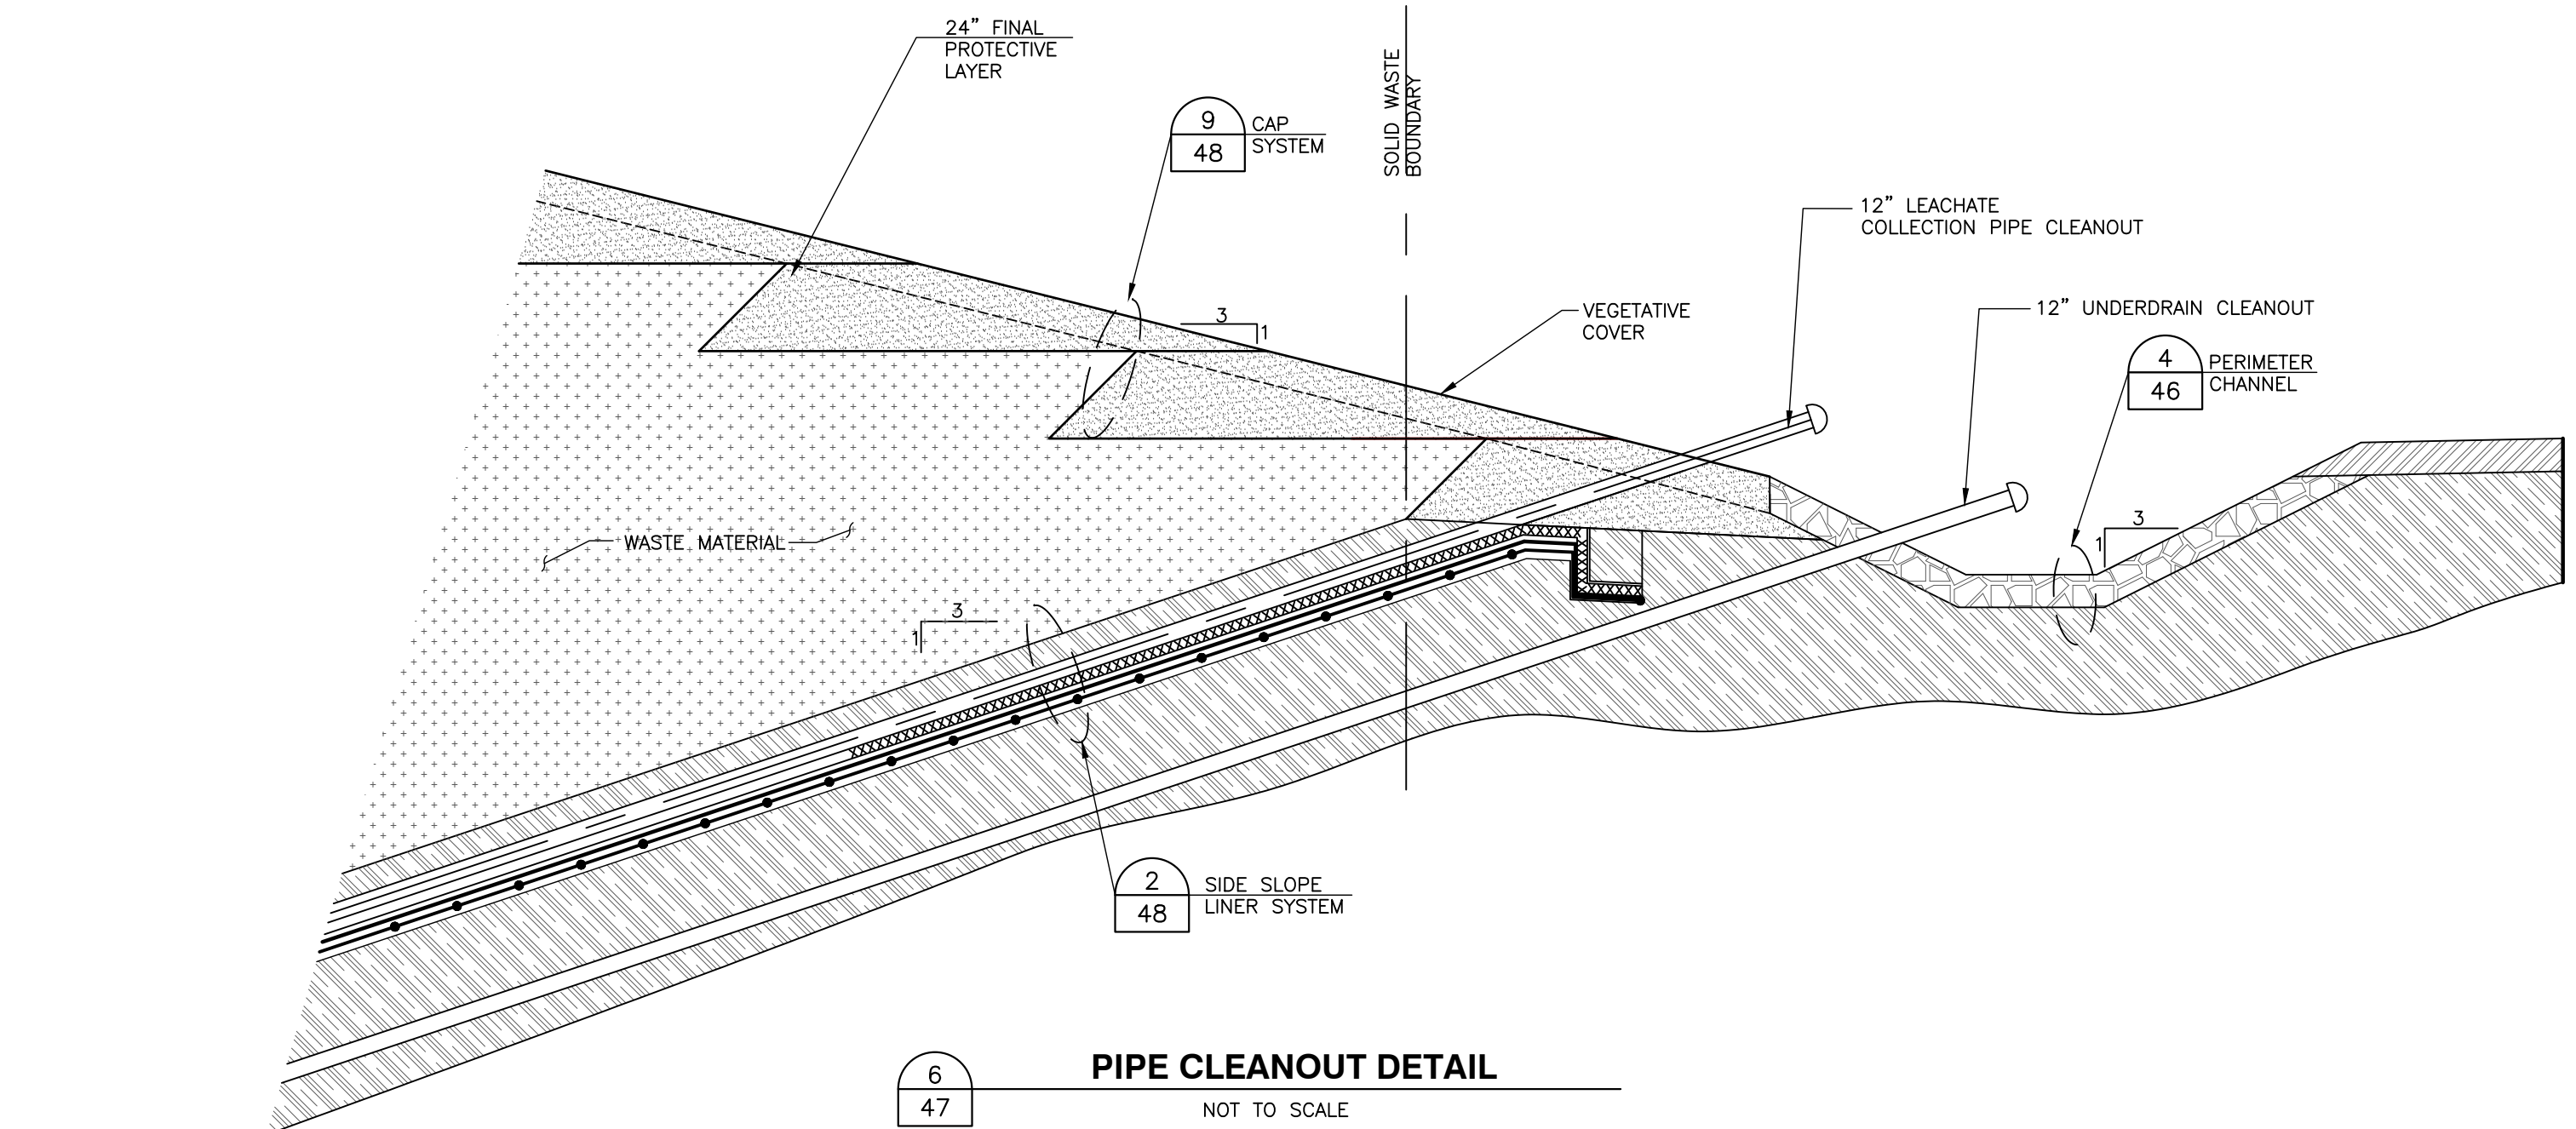 24” FINAL
PROTECTIVE
LAYER
9
48
CAP
SYSTEM
SOLID WASTE
BOUNDARY
12” LEACHATE
COLLECTION PIPE CLEANOUT
12” UNDERDRAIN CLEANOUT
3
1
VEGETATIVE
COVER
4
46
PERIMETER
CHANNEL
WASTE MATERIAL
3
1
3
1
2
48
SIDE SLOPE
LINER SYSTEM
6
47
PIPE CLEANOUT DETAIL
NOT TO SCALE